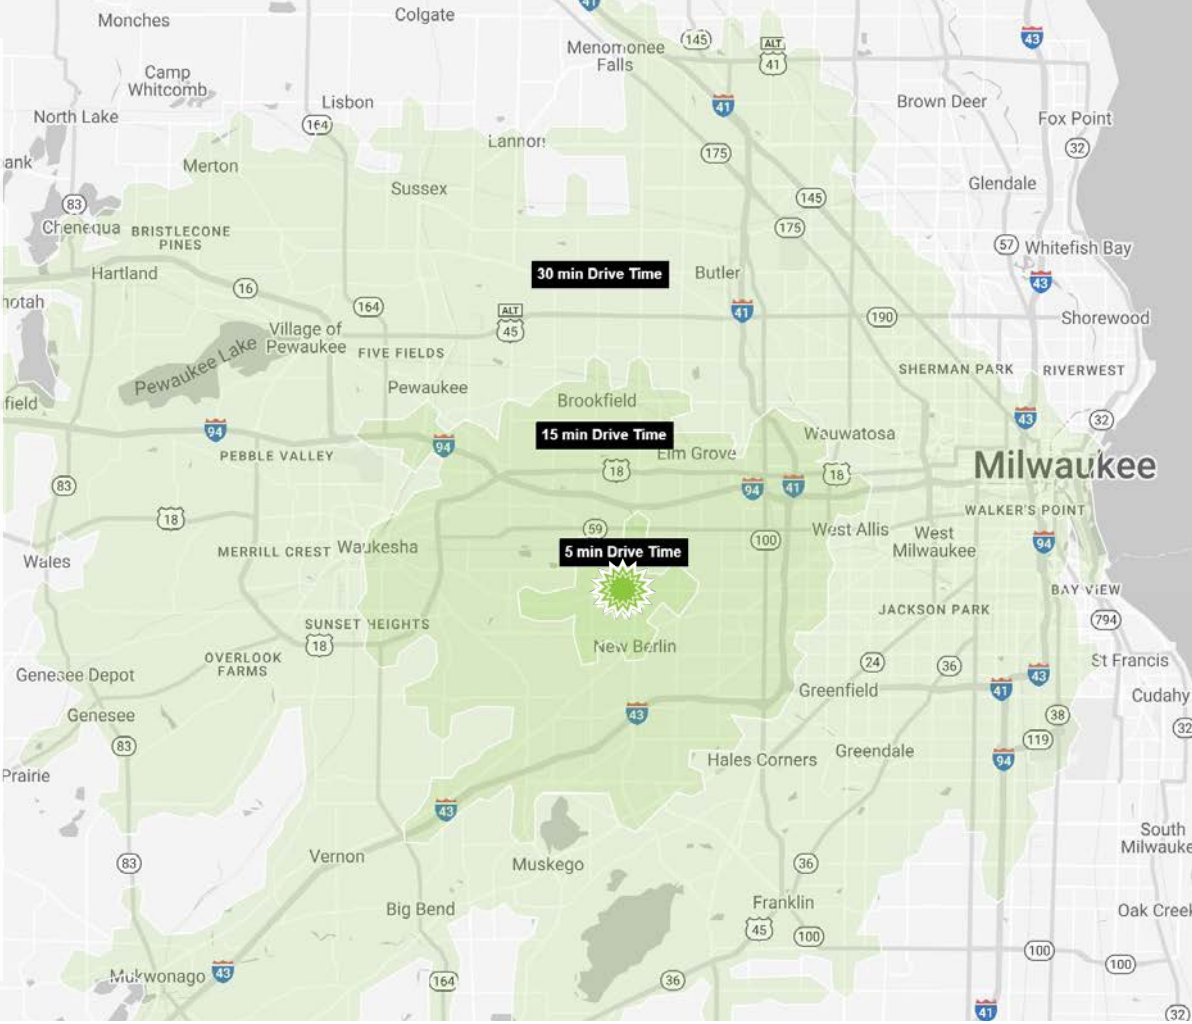 Monches
Colgate
41
145
ALT
41
43
Menomonee
Falls
Camp
Whitcomb
Lisbon
North Lake
164
41
Brown Deer
Fox Point
Lannon
175
32
ank
Merton
Sussex
Glendale
83
145
Chenequa
BRISTLECONE
PINES
175
57
Whitefish Bay
Hartland
30 min Drive Time
Butler
43
16
notah
164
ALT
45
41
190
Shorewood
Village of
Pewaukee
FIVE FIELDS
Pewaukee Lake
SHERMAN PARK
RIVERWEST
Pewaukee
Brookfield
field
94
94
15 min Drive Time
Wauwatosa
43
32
PEBBLE VALLEY
Elm Grove
Milwaukee
18
18
83
94
41
18
59
WALKER'S POINT
100
West Allis
West
Milwaukee
94
Wales
MERRILL CREST
Waukesha
5 min Drive Time
BAY VIEW
JACKSON PARK
794
SUNSET HEIGHTS
18
New Berlin
OVERLOOK
FARMS
24
36
St Francis
Genesee Depot
43
41
Greenfield
Cudahy
Genesee
43
38
32
83
119
Hales Corners
Greendale
94
Prairie
43
South
Milwauke
Vernon
Muskego
83
36
Big Bend
Franklin
Oak Creek
45
100
100
100
Mukwonago
43
164
36
41
32